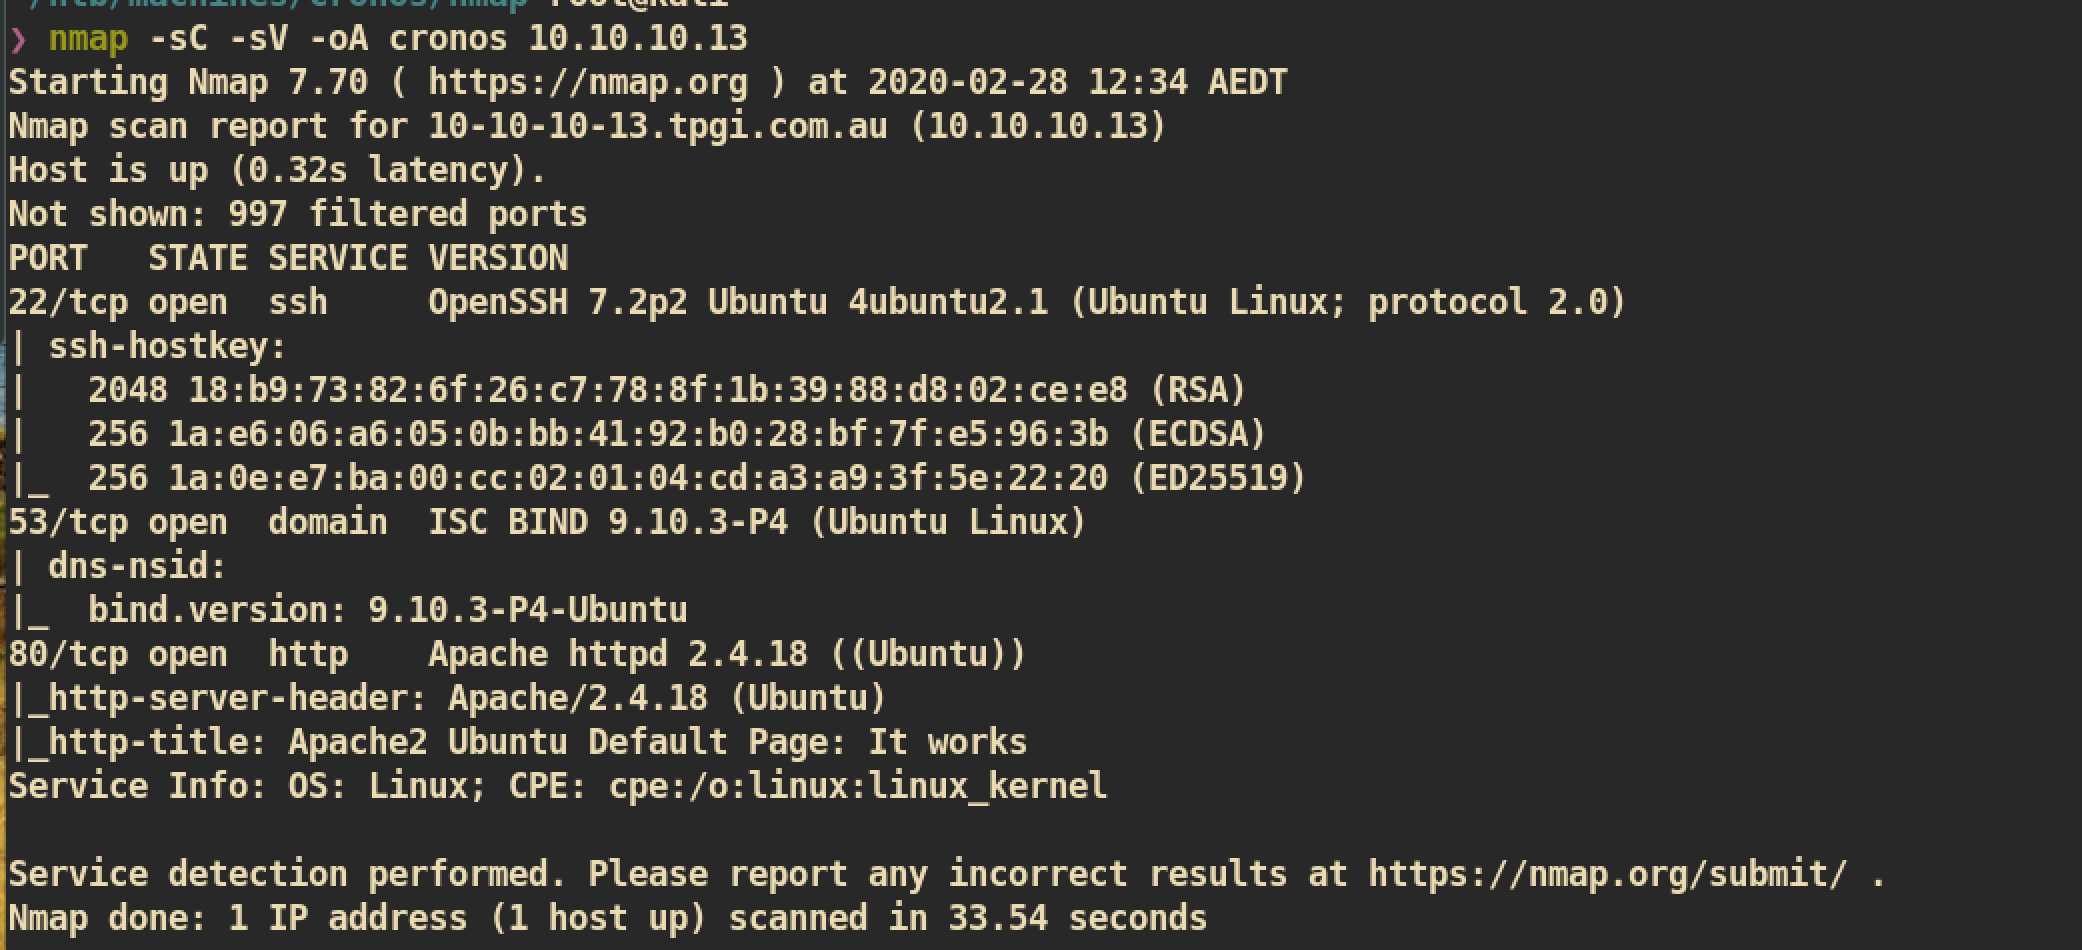 ~/htb/machines/cronos/nmap root@kali
❯ nmap -sC -sV -oA cronos 10.10.10.13
Starting Nmap 7.70 ( https://nmap.org ) at 2020-02-28 12:34 AEDT
Nmap scan report for 10-10-10-13.tpgi.com.au (10.10.10.13)
Host is up (0.32s latency).
Not shown: 997 filtered ports
PORT   STATE SERVICE VERSION
22/tcp open  ssh     OpenSSH 7.2p2 Ubuntu 4ubuntu2.1 (Ubuntu Linux; protocol 2.0)
| ssh-hostkey:
|   2048 18:b9:73:82:6f:26:c7:78:8f:1b:39:88:d8:02:ce:e8 (RSA)
|   256 1a:e6:06:a6:05:0b:bb:41:92:b0:28:bf:7f:e5:96:3b (ECDSA)
|_  256 1a:0e:e7:ba:00:cc:02:01:04:cd:a3:a9:3f:5e:22:20 (ED25519)
53/tcp open  domain  ISC BIND 9.10.3-P4 (Ubuntu Linux)
| dns-nsid:
|_  bind.version: 9.10.3-P4-Ubuntu
80/tcp open  http    Apache httpd 2.4.18 ((Ubuntu))
|_http-server-header: Apache/2.4.18 (Ubuntu)
|_http-title: Apache2 Ubuntu Default Page: It works
Service Info: OS: Linux; CPE: cpe:/o:linux:linux_kernel
Service detection performed. Please report any incorrect results at https://nmap.org/submit/ .
Nmap done: 1 IP address (1 host up) scanned in 33.54 seconds